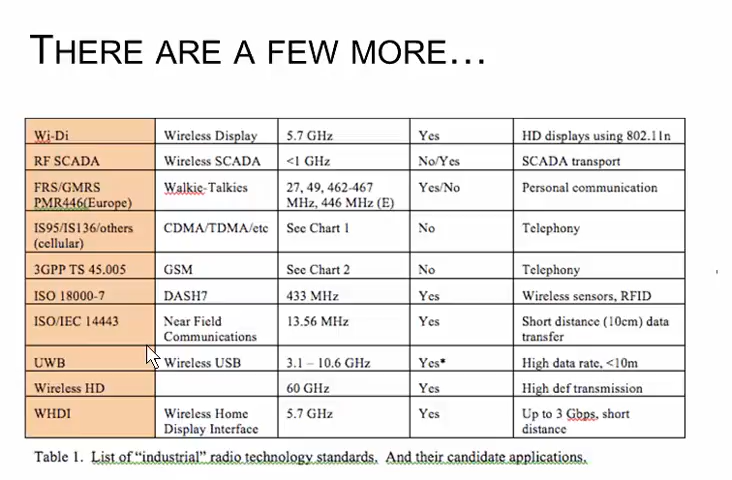 THERE ARE A FEW MORE…
Wi-Di Wireless Display 5.7 GHz Yes HD displays using 802.11n
RF SCADA Wireless SCADA <1 GHz No/Yes SCADA transport
FRS/GMRS Walkie-Talkies 27, 49, 462-467 Yes/No Personal communication
PMR446(Europe) MHz, 446 MHz (E)
IS95/IS136/others CDMA/TDMA/etc See Chart 1 No Telephony
(cellular)
3GPP TS 45.005 GSM See Chart 2 No Telephony
ISO 18000-7 DASH7 433 MHz Yes Wireless sensors, RFID
ISO/IEC 14443 Near Field 13.56 MHz Yes Short distance (10cm) data
Communications transfer
UWB Wireless USB 3.1 – 10.6 GHz Yes* High data rate, <10m
Wireless HD 60 GHz Yes High def transmission
WHDI Wireless Home 5.7 GHz Yes Up to 3 Gbps, short
Display Interface distance
Table 1. List of “industrial” radio technology standards. And their candidate applications.